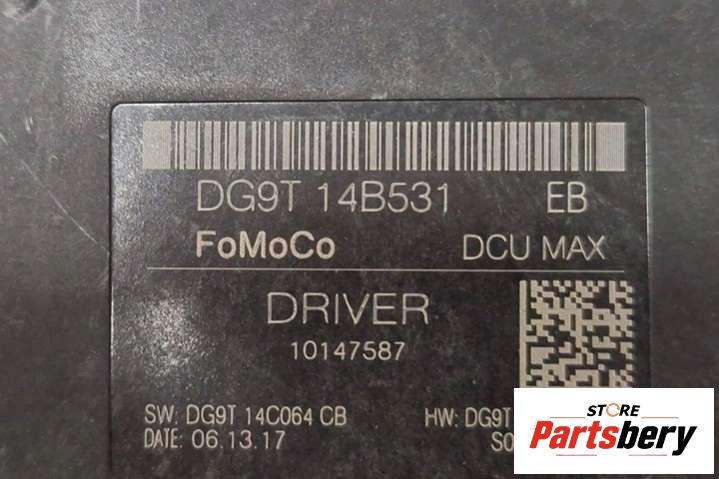 DG9T 14B531 EB
FoMoCo DCU MAX
DRIVER
10147587
SW: DG9T 14C064 CB HW: DG9T
DATE: 06.13.17 SO
STORE
Partsbery